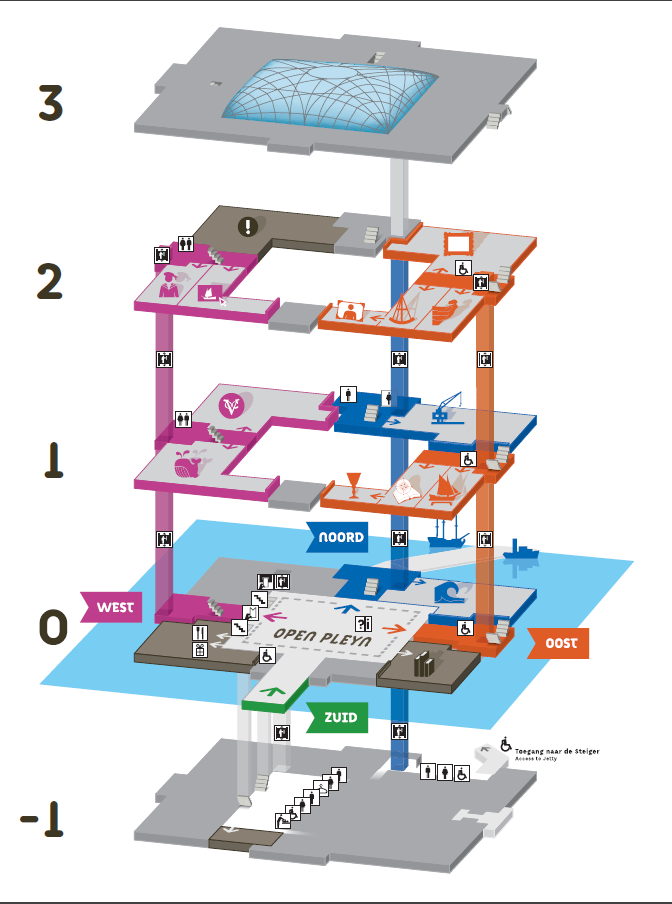 3
2
1
NOORD
WEST
0
OPEN PLEYN
?i
OOST
ZUID
Toegang naar de Steiger
Access to Jetty
-1